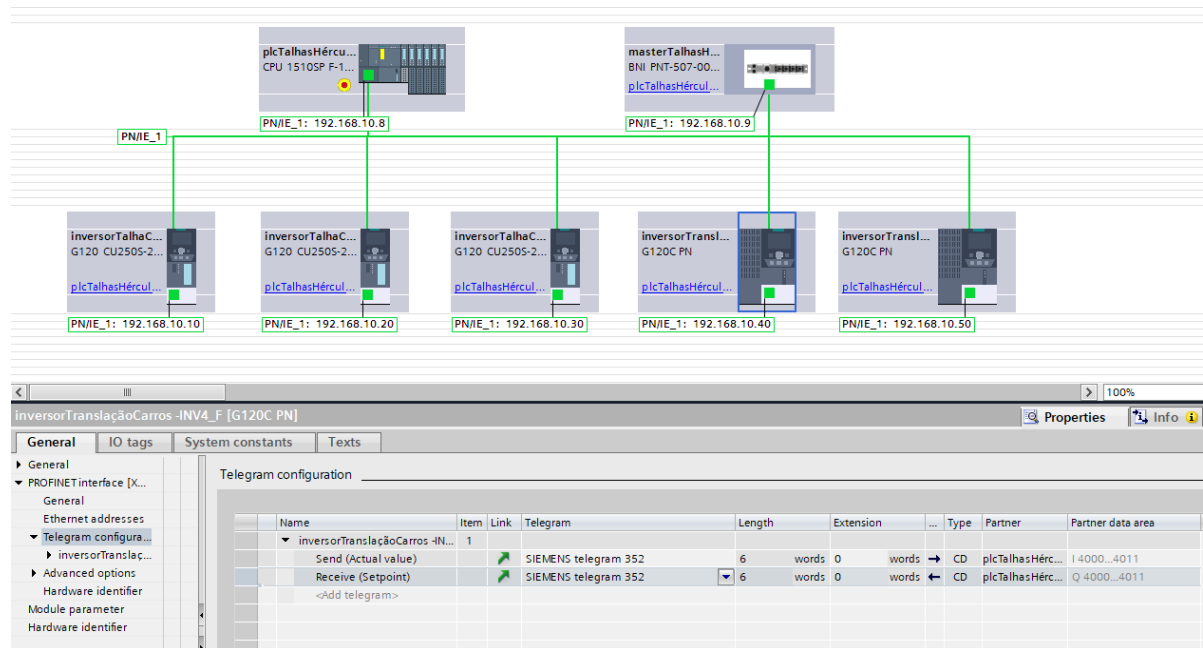 plcTalhasHércu...
CPU 1510SP F-1...
PN/IE_1: 192.168.10.8
masterTalhasH...
BNI PNT-507-00...
plcTalhasHércul...
PN/IE_1: 192.168.10.9
PN/IE_1
inversorTalhaC...
G120 CU250S-2...
plcTalhasHércul...
PN/IE_1: 192.168.10.10
inversorTalhaC...
G120 CU250S-2...
plcTalhasHércul...
PN/IE_1: 192.168.10.20
inversorTalhaC...
G120 CU250S-2...
plcTalhasHércul...
PN/IE_1: 192.168.10.30
inversorTransl...
G120C PN
plcTalhasHércul...
PN/IE_1: 192.168.10.40
inversorTransl...
G120C PN
plcTalhasHércul...
PN/IE_1: 192.168.10.50
100%
inversorTranslaçãoCarros -INV4_F [G120C PN]
Properties Info
General IO tags System constants Texts
General
PROFINET interface [X...
General
Ethernet addresses
Telegram configura...
inversorTranslaç...
Advanced options
Hardware identifier
Module parameter
Hardware identifier
Telegram configuration
Name Item Link Telegram Length Extension ... Type Partner Partner data area
inversorTranslaçãoCarros -IN... 1
Send (Actual value) SIEMENS telegram 352 6 words 0 words → CD plcTalhasHérc... I 4000...4011
Receive (Setpoint) SIEMENS telegram 352 6 words 0 words ← CD plcTalhasHérc... Q 4000...4011
<Add telegram>